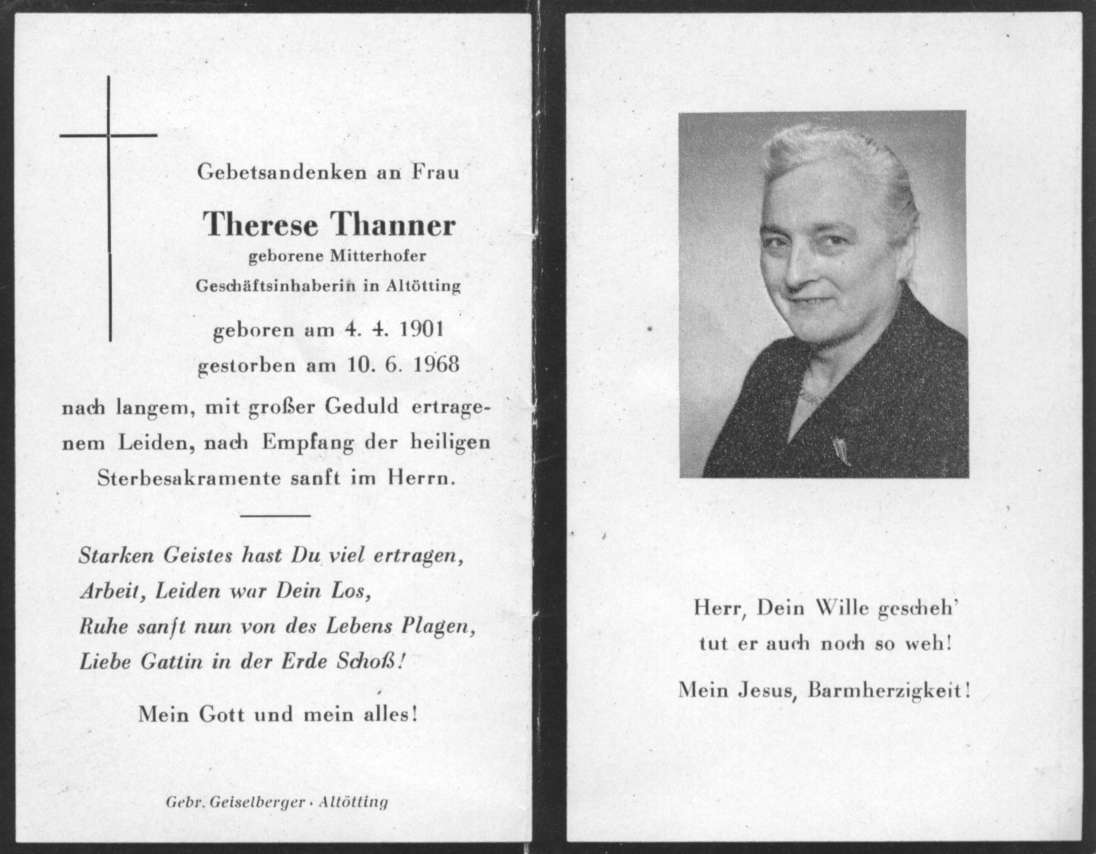 Gebetsandenken an Frau
Therese Thanner
geborene Mitterhofer
Geschäftsinhaberin in Altötting
geboren am 4. 4. 1901
gestorben am 10. 6. 1968
nach langem, mit großer Geduld ertrage-
nem Leiden, nach Empfang der heiligen
Sterbesakramente sanft im Herrn.
Starken Geistes hast Du viel ertragen,
Arbeit, Leiden war Dein Los,
Ruhe sanft nun von des Lebens Plagen,
Liebe Gattin in der Erde Schoß!
Mein Gott und mein alles!
Gebr. Geiselberger · Altötting
Herr, Dein Wille gescheh'
tut er auch noch so weh!
Mein Jesus, Barmherzigkeit!